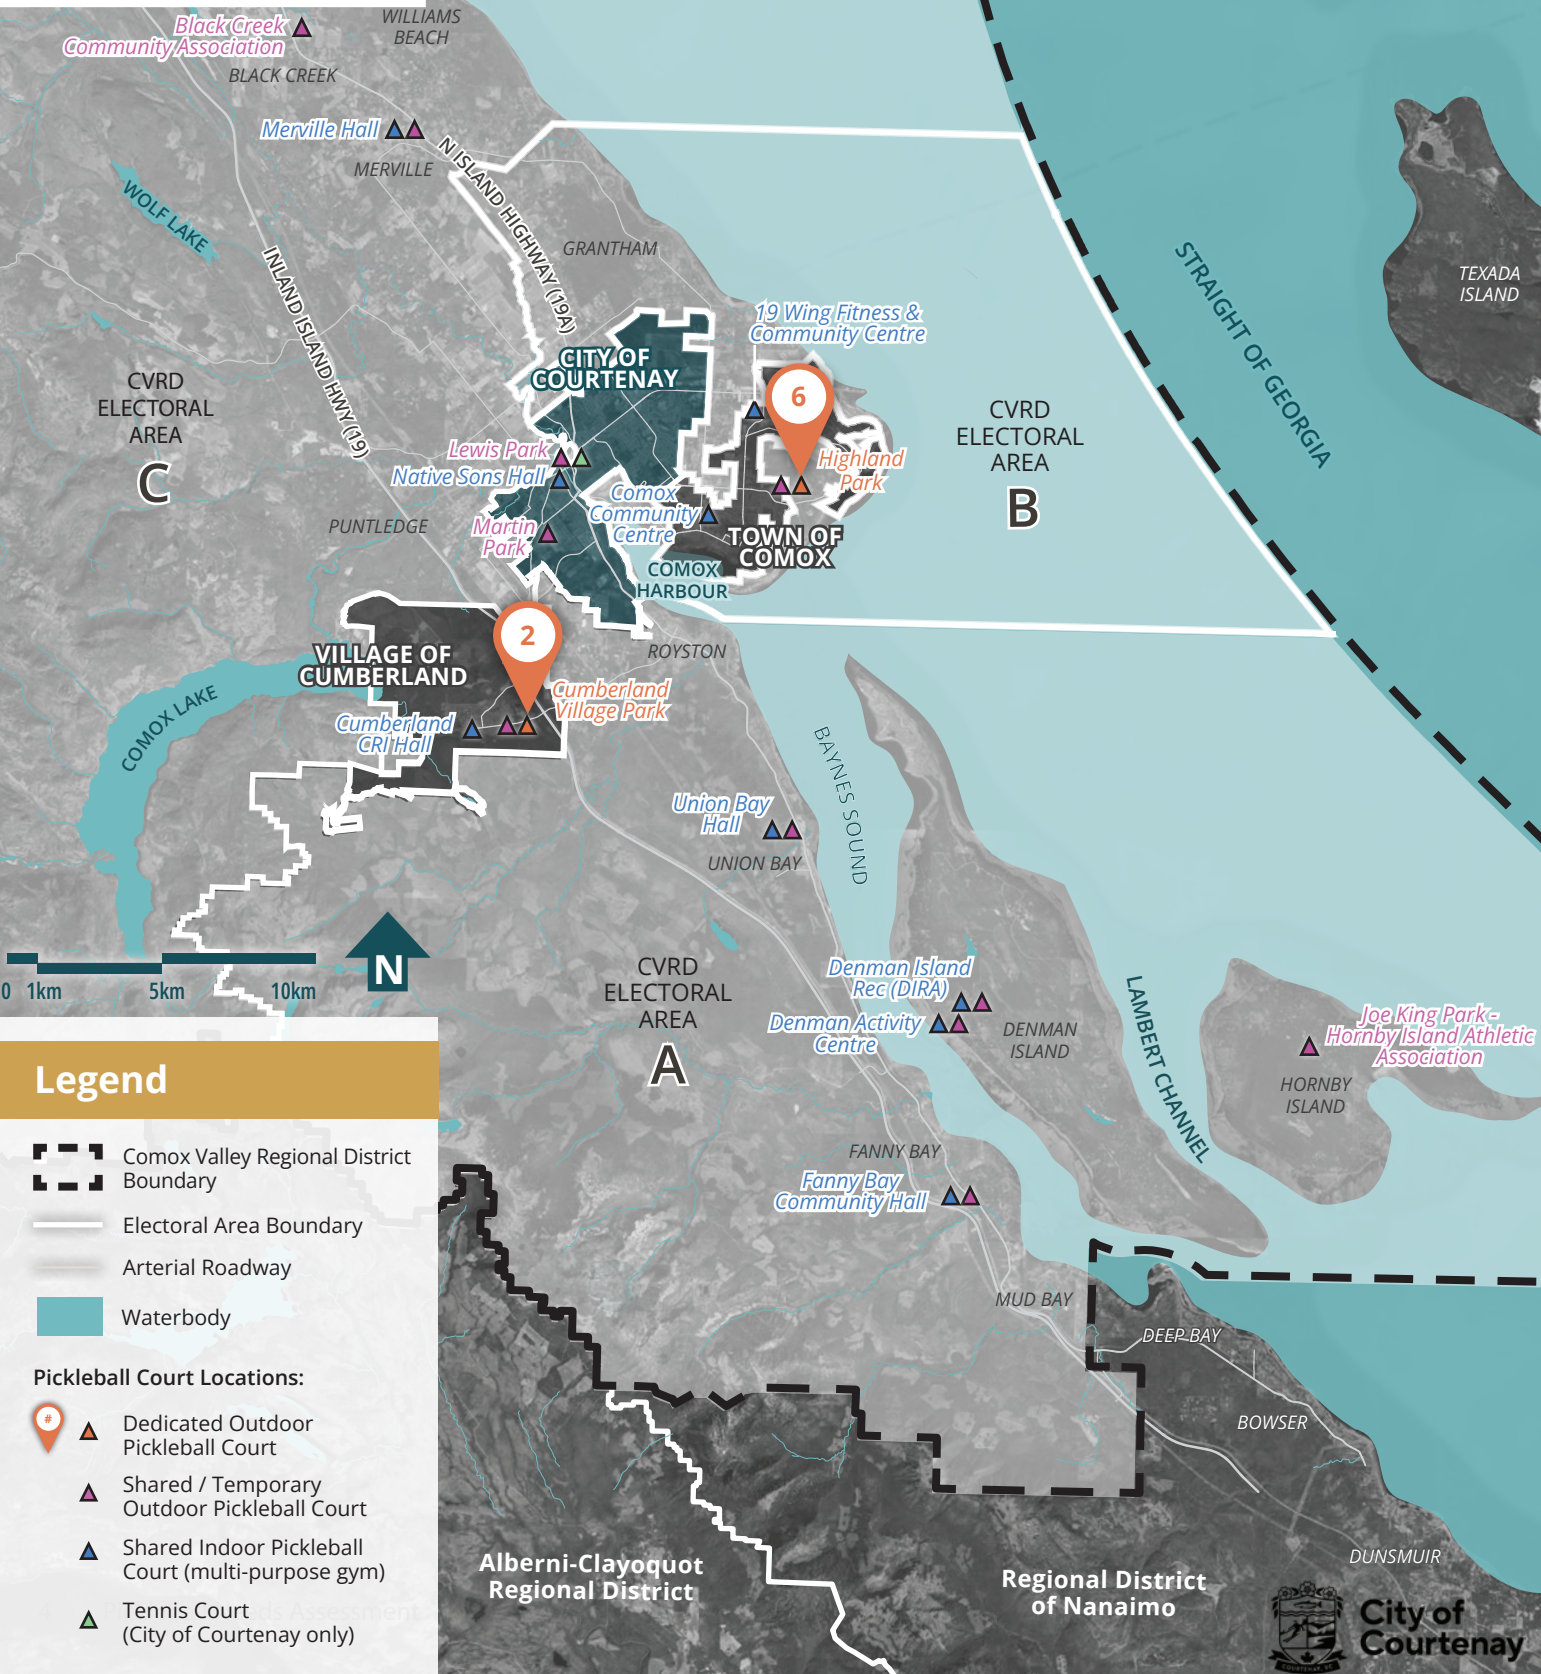 WILLIAMS
BEACH
Black Creek
Community Association
BLACK CREEK
Merville Hall
MERVILLE
N ISLAND HIGHWAY (19A)
WOLF LAKE
GRANTHAM
INLAND ISLAND HWY (19)
STRAIGHT OF GEORGIA
TEXADA
ISLAND
19 Wing Fitness &
Community Centre
CITY OF
COURTENAY
CVRD
ELECTORAL
AREA
C
6
CVRD
ELECTORAL
AREA
B
Lewis Park
Native Sons Hall
Highland
Park
Comox
Community
Centre
PUNTLEDGE
Martin
Park
TOWN OF
COMOX
COMOX
HARBOUR
2
VILLAGE OF
CUMBERLAND
ROYSTON
Cumberland
Village Park
COMOX LAKE
Cumberland
CRI Hall
BAYNES SOUND
Union Bay
Hall
UNION BAY
N
0 1km 5km 10km
CVRD
ELECTORAL
AREA
A
Denman Island
Rec (DIRA)
Denman Activity
Centre
DENMAN
ISLAND
LAMBERT CHANNEL
Joe King Park -
Hornby Island Athletic
Association
HORNBY
ISLAND
FANNY BAY
Fanny Bay
Community Hall
MUD BAY
DEEP BAY
BOWSER
DUNSMUIR
Alberni-Clayoquot
Regional District
Regional District
of Nanaimo
Legend
Comox Valley Regional District
Boundary
Electoral Area Boundary
Arterial Roadway
Waterbody
Pickleball Court Locations:
#
Dedicated Outdoor
Pickleball Court
Shared / Temporary
Outdoor Pickleball Court
Shared Indoor Pickleball
Court (multi-purpose gym)
Tennis Court
(City of Courtenay only)
City of
Courtenay